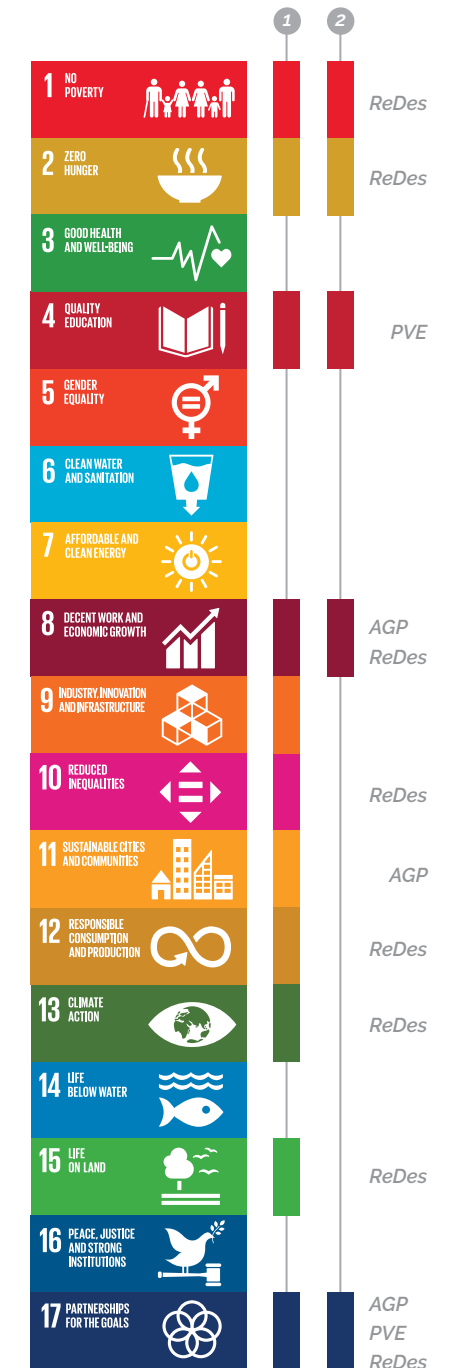 1 2
1 NO
POVERTY
ReDes
2 ZERO
HUNGER
ReDes
3 GOOD HEALTH
AND WELL-BEING
4 QUALITY
EDUCATION
PVE
5 GENDER
EQUALITY
6 CLEAN WATER
AND SANITATION
7 AFFORDABLE AND
CLEAN ENERGY
8 DECENT WORK AND
ECONOMIC GROWTH
AGP
ReDes
9 INDUSTRY, INNOVATION
AND INFRASTRUCTURE
10 REDUCED
INEQUALITIES
ReDes
11 SUSTAINABLE CITIES
AND COMMUNITIES
AGP
12 RESPONSIBLE
CONSUMPTION
AND PRODUCTION
ReDes
13 CLIMATE
ACTION
ReDes
14 LIFE
BELOW WATER
15 LIFE
ON LAND
ReDes
16 PEACE, JUSTICE
AND STRONG
INSTITUTIONS
17 PARTNERSHIPS
FOR THE GOALS
AGP
PVE
ReDes